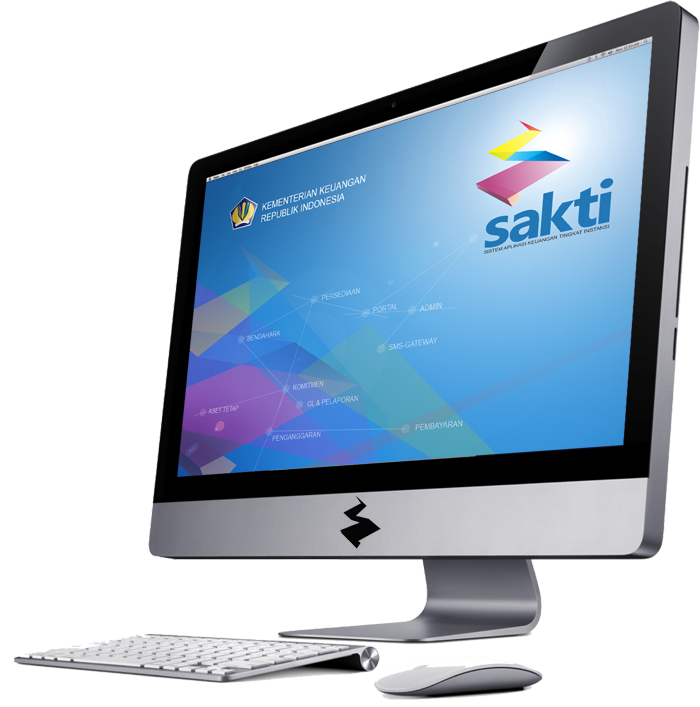 KEMENTERIAN KEUANGAN
REPUBLIK INDONESIA
sakti
SISTEM APLIKASI KEUANGAN TINGKAT INSTANSI
PERSEDIAAN
PORTAL
ADMIN
BENDAHARA
SMS-GATEWAY
KOMITMEN
GL & PELAPORAN
ASET TETAP
PENGANGGARAN
PEMBAYARAN